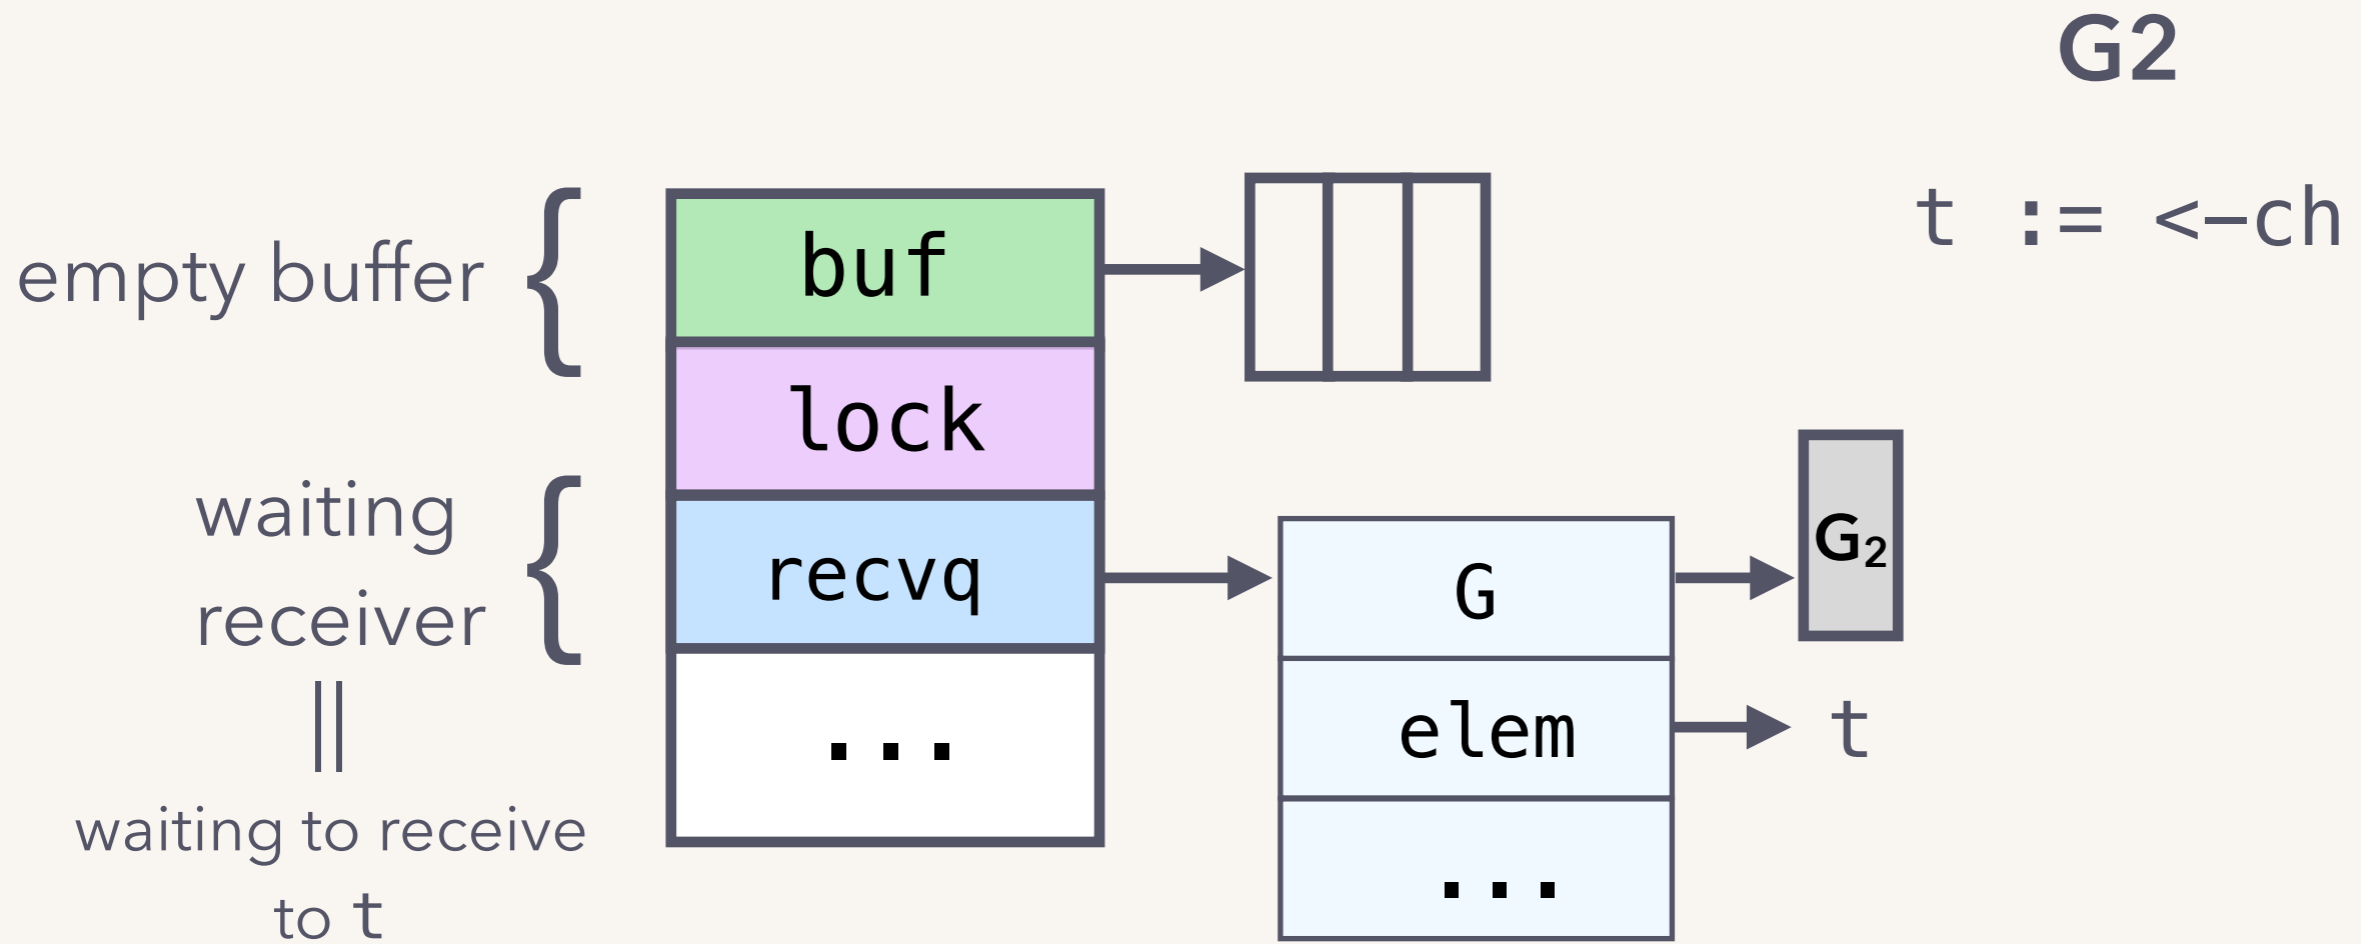 G2
t := <-ch
empty buffer {
buf
lock
waiting
receiver {
recvq
||
waiting to receive
to t
...
G
G2
elem
t
...